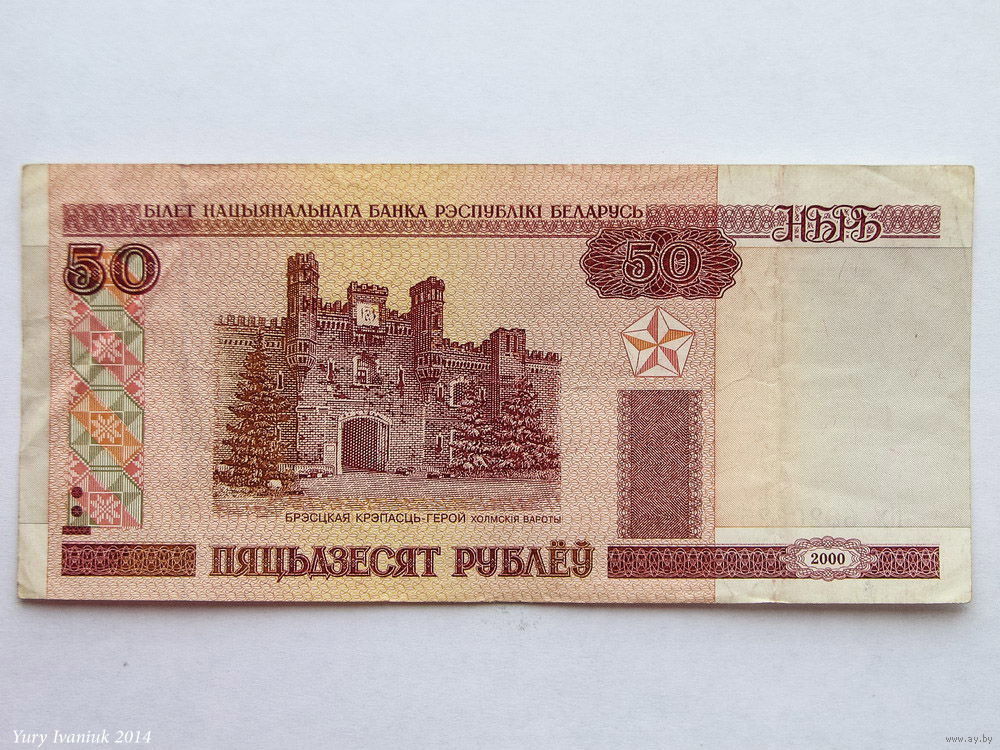 БІЛЕТ НАЦЫЯНАЛЬНАГА БАНКА РЭСПУБЛІКІ БЕЛАРУСЬ
НБРБ
50
50
БРЭСЦКАЯ КРЭПАСЦЬ-ГЕРОЙ ХОЛМСКІЯ ВАРОТЫ
ПЯЦЬДЗЕСЯТ РУБЛЁЎ
2000
Yury Ivaniuk 2014
www.ay.by